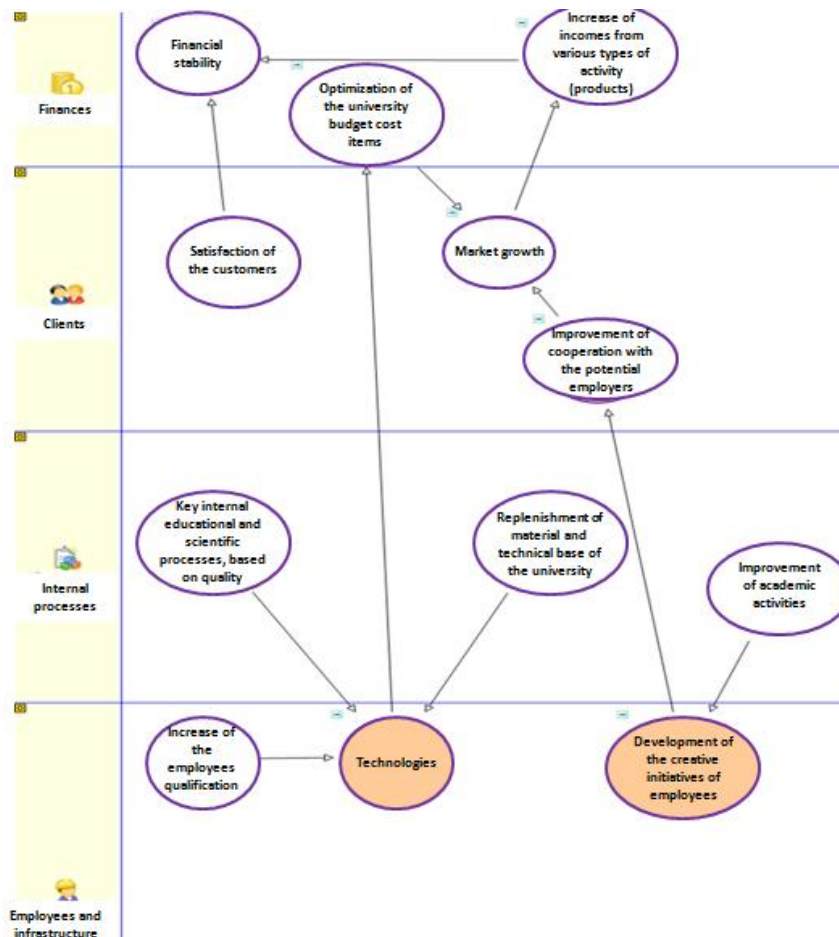 Financial
stability
Increase of
incomes from
various types of
activity
(products)
Optimization of
the university
budget cost
items
Finances
Satisfaction of
the customers
Market growth
Clients
Improvement of
cooperation with
the potential
employers
Key internal
educational and
scientific
processes, based
on quality
Replenishment of
material and
technical base of
the university
Improvement
of academic
activities
Internal
processes
Increase of
the
employees
qualification
Technologies
Development of
the creative
initiatives of
employees
Employees and
infrastructure